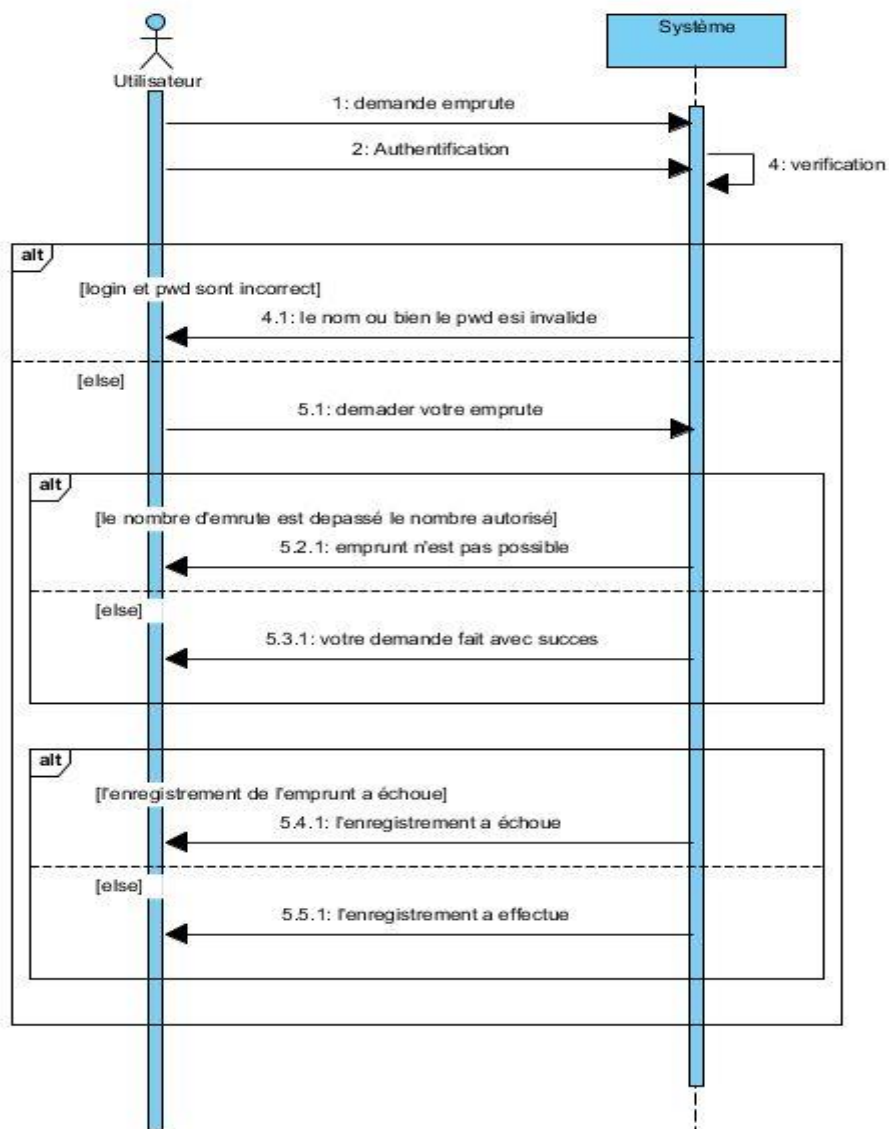 Système
Utilisateur
1: demande emprute
2: Authentification
4: verification
alt
[login et pwd sont incorrect]
4.1: le nom ou bien le pwd esi invalide
[else]
5.1: demader votre emprute
alt
[le nombre d'emrute est depassé le nombre autorisé]
5.2.1: emprunt n'est pas possible
[else]
5.3.1: votre demande fait avec succes
alt
[l'enregistrement de l'emprunt a échoue]
5.4.1: l'enregistrement a échoue
[else]
5.5.1: l'enregistrement a effectue